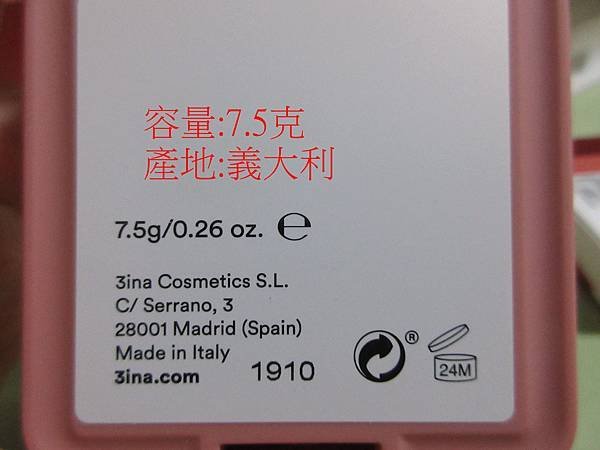 容量:7.5克
產地:義大利
7.5g/0.26 oz. ℮
3ina Cosmetics S.L.
C/ Serrano, 3
28001 Madrid (Spain)
Made in Italy
3ina.com 1910
®
24M